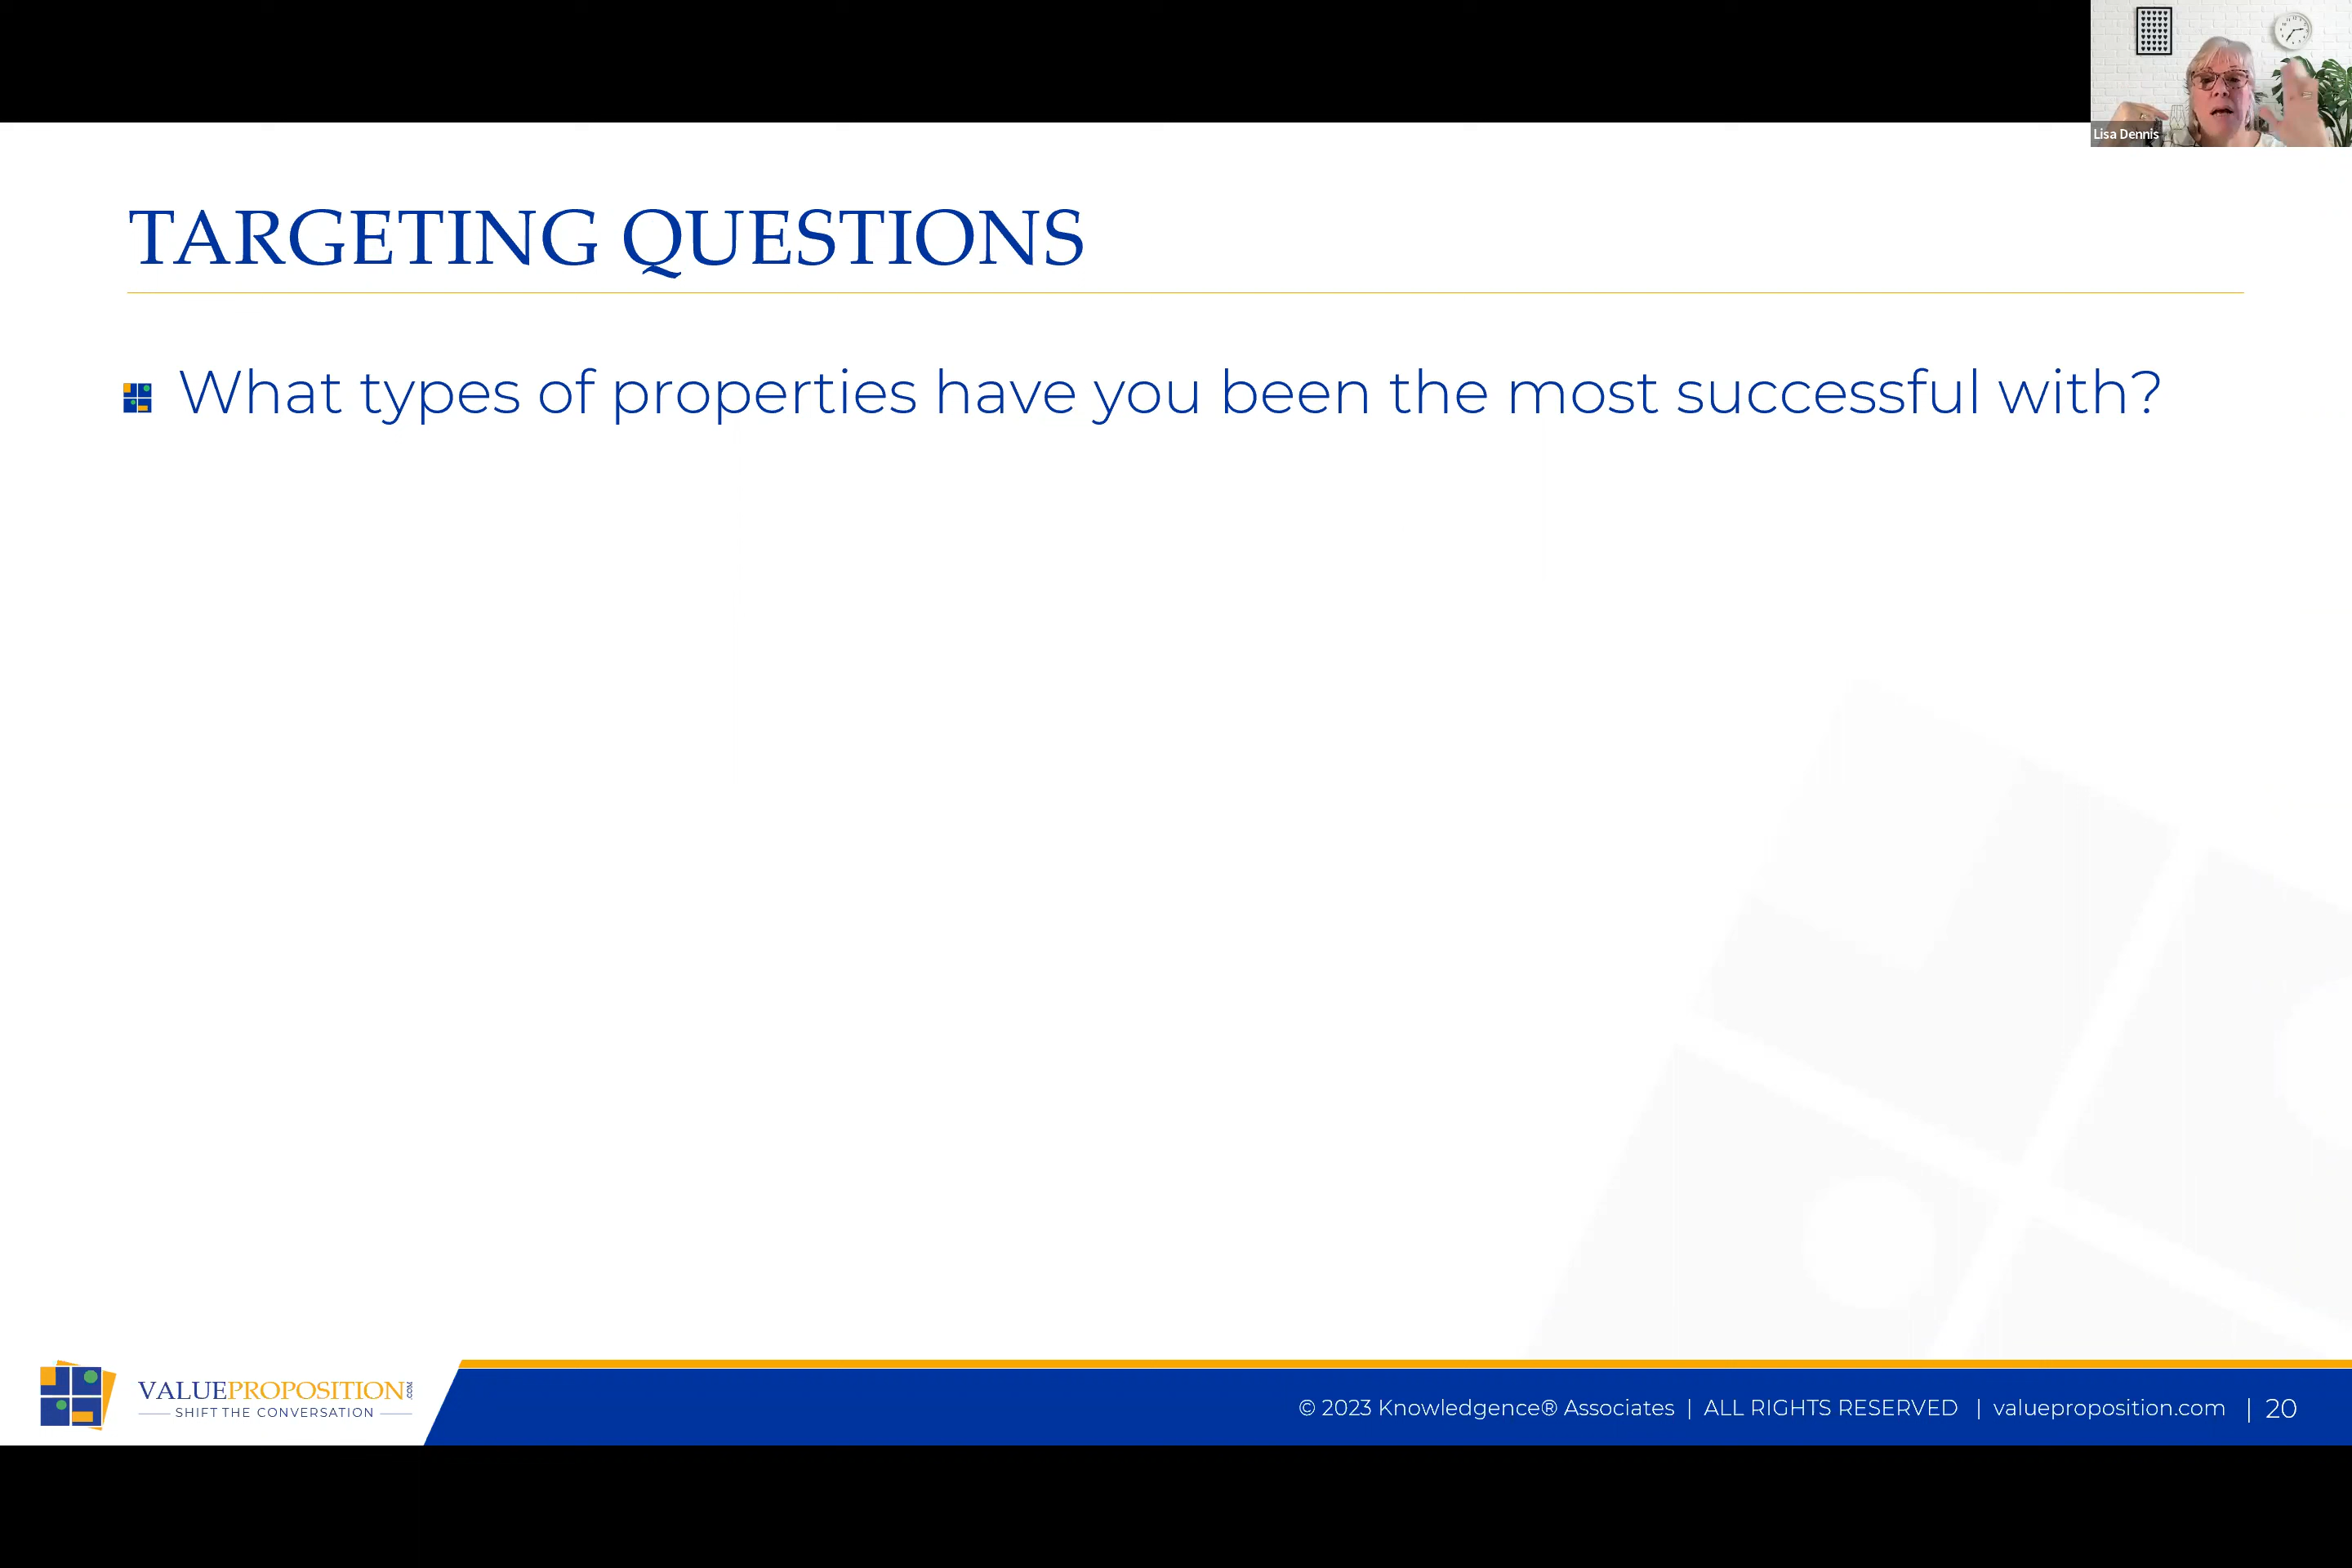 Lisa Dennis
TARGETING QUESTIONS
What types of properties have you been the most successful with?
VALUEPROPOSITION.COM
SHIFT THE CONVERSATION
© 2023 Knowledgence® Associates | ALL RIGHTS RESERVED | valueproposition.com | 20